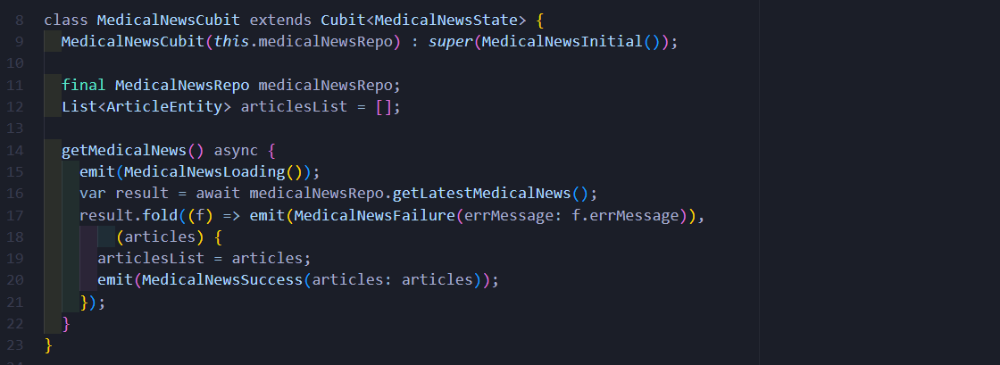 8 class MedicalNewsCubit extends Cubit<MedicalNewsState> {
9   MedicalNewsCubit(this.medicalNewsRepo) : super(MedicalNewsInitial());
10
11   final MedicalNewsRepo medicalNewsRepo;
12   List<ArticleEntity> articlesList = [];
13
14   getMedicalNews() async {
15     emit(MedicalNewsLoading());
16     var result = await medicalNewsRepo.getLatestMedicalNews();
17     result.fold((f) => emit(MedicalNewsFailure(errMessage: f.errMessage)),
18         (articles) {
19       articlesList = articles;
20       emit(MedicalNewsSuccess(articles: articles));
21     });
22   }
23 }